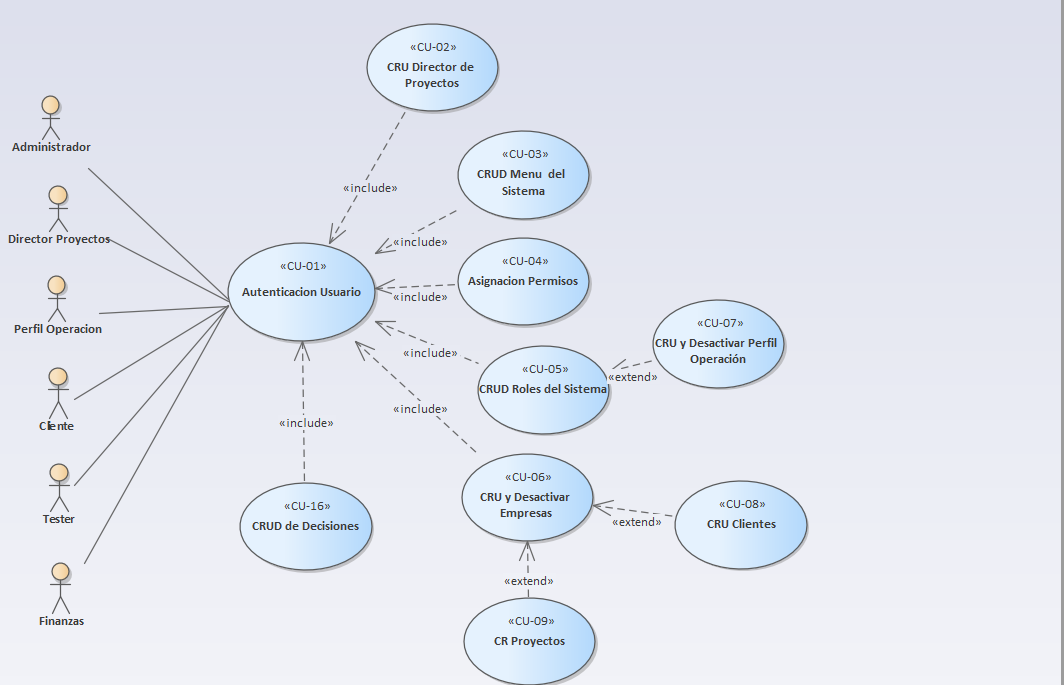 «CU-02»
CRU Director de
Proyectos
Administrador
«CU-03»
CRUD Menu del
Sistema
«include»
Director Proyectos
«include»
«CU-04»
Asignacion Permisos
«CU-01»
Autenticacion Usuario
«include»
Perfil Operacion
«CU-07»
CRU y Desactivar Perfil
Operación
«include»
«CU-05»
CRUD Roles del Sistema
«extend»
«include»
Cliente
«include»
«CU-06»
CRU y Desactivar
Empresas
«CU-16»
CRUD de Decisiones
«CU-08»
CRU Clientes
«extend»
Tester
«extend»
Finanzas
«CU-09»
CR Proyectos